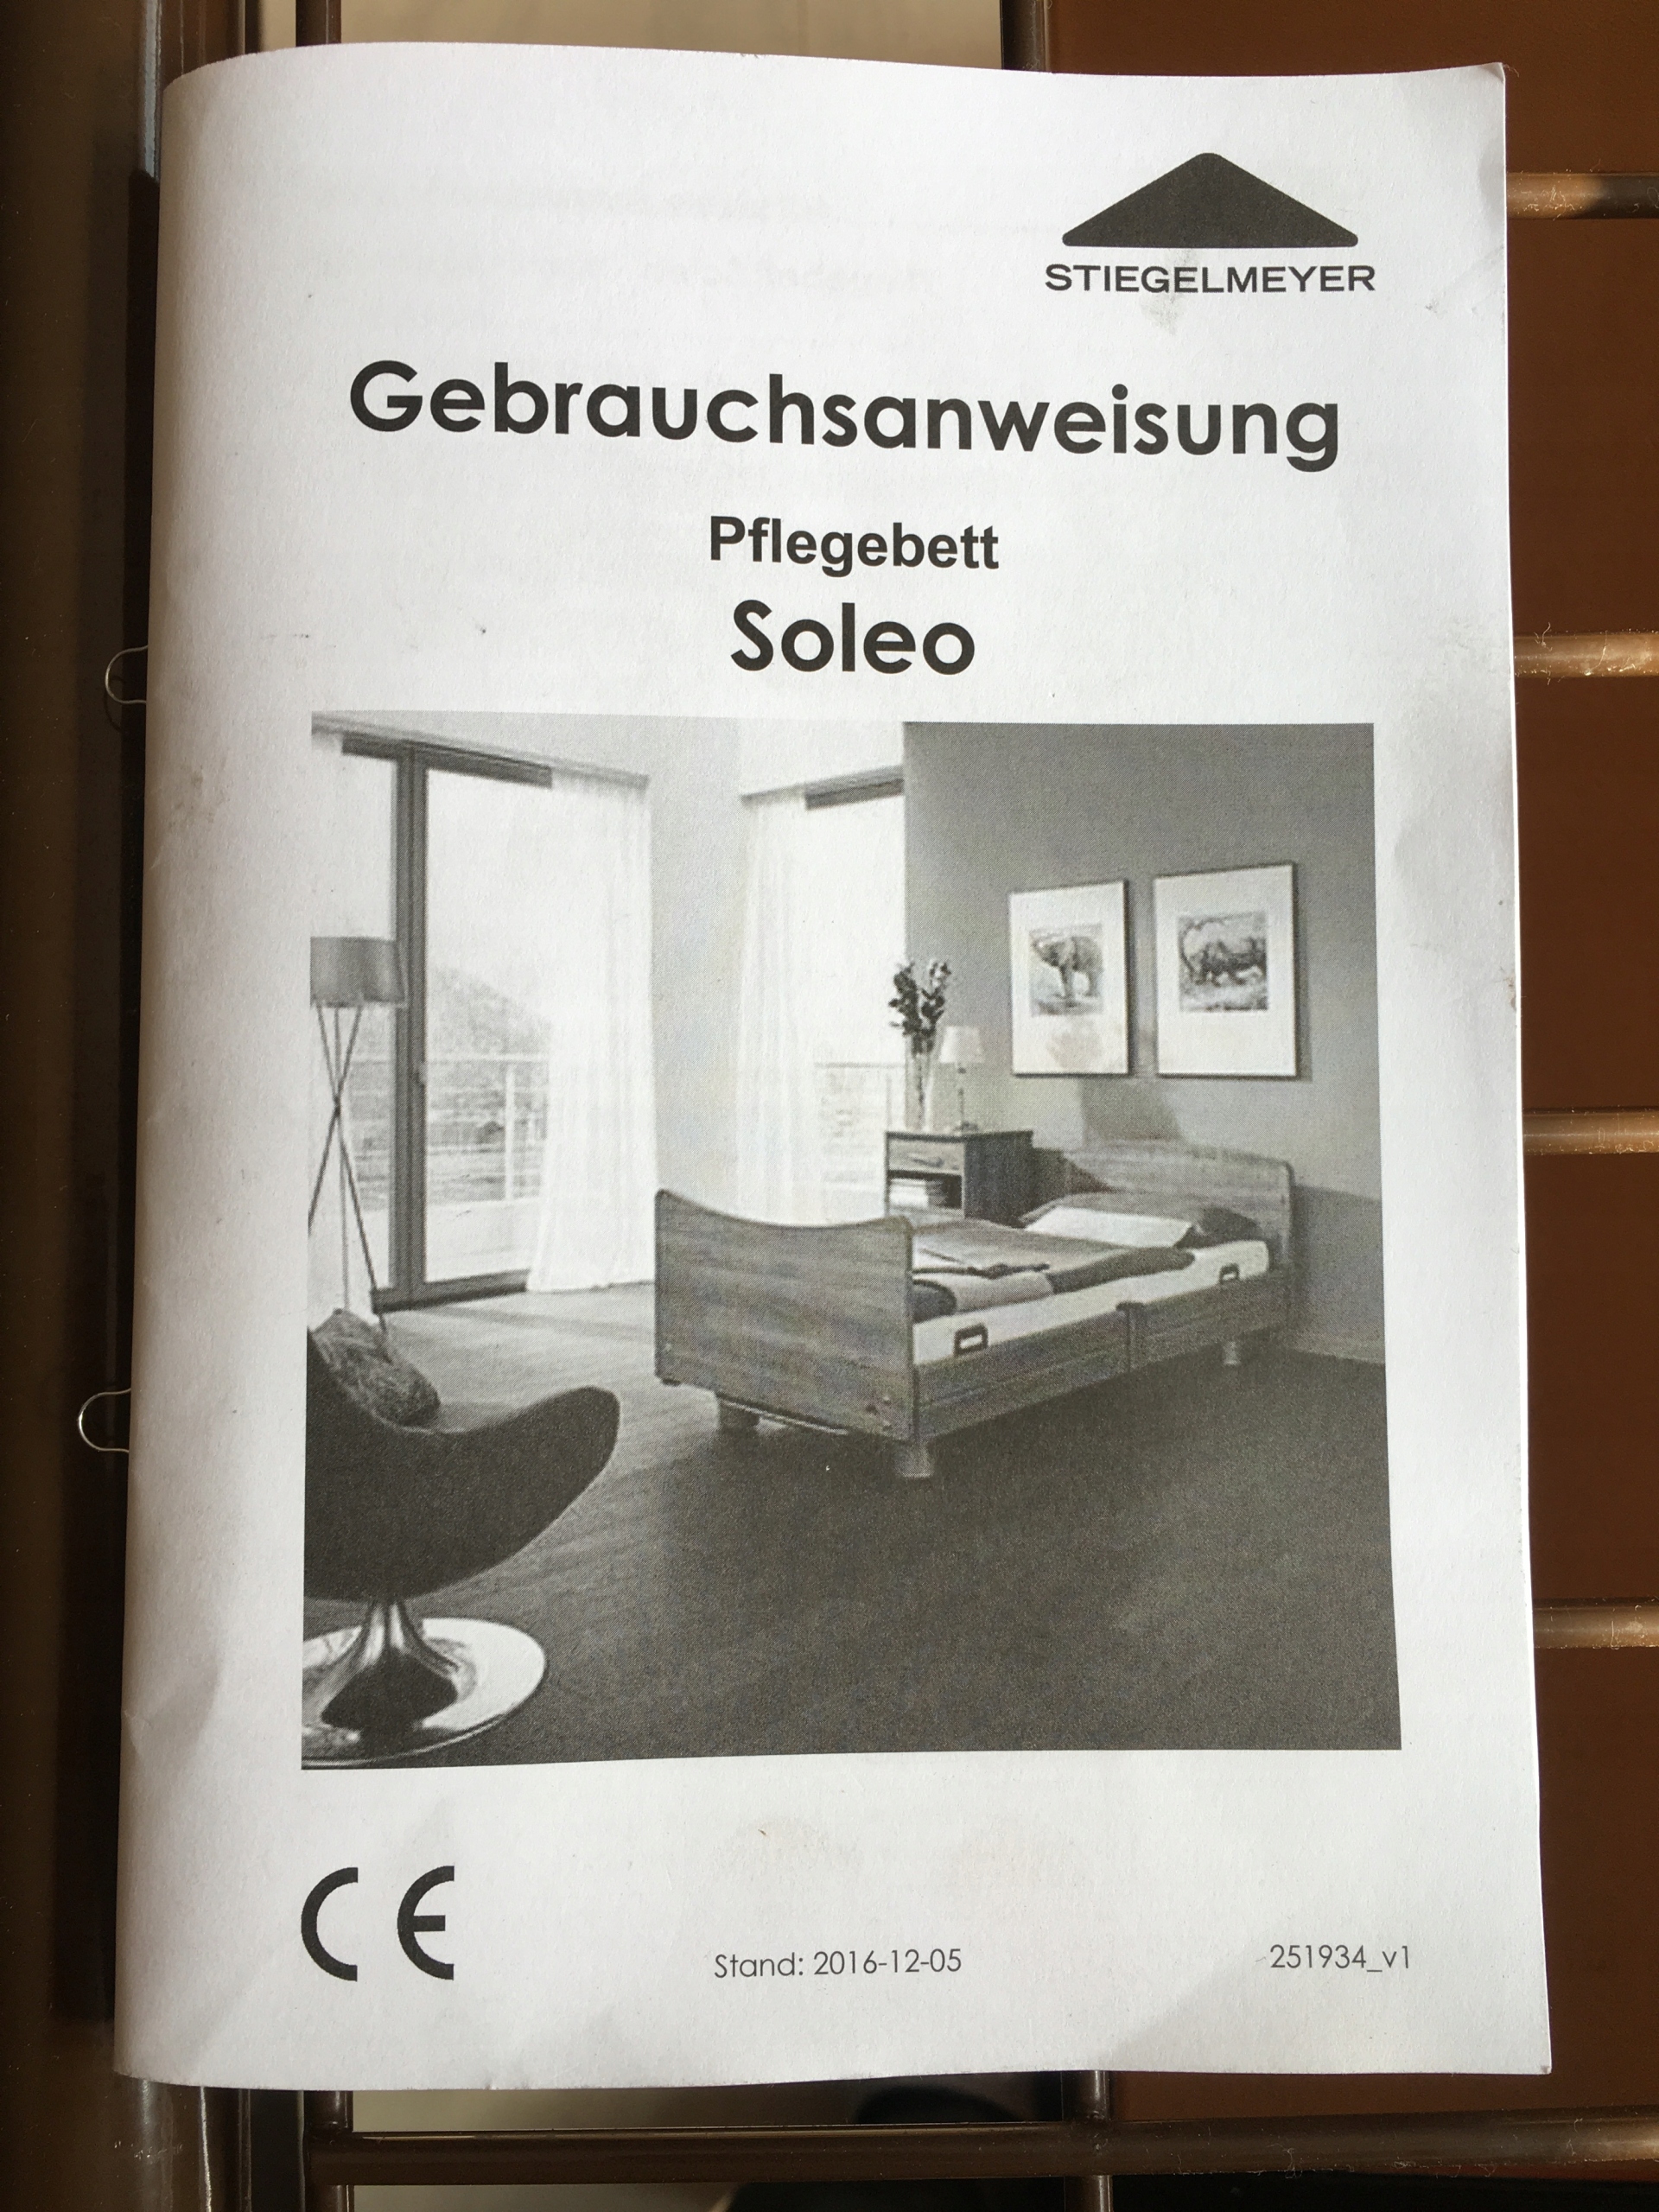 STIEGELMEYER
Gebrauchsanweisung
Pflegebett
Soleo
CE
Stand: 2016-12-05
251934_v1